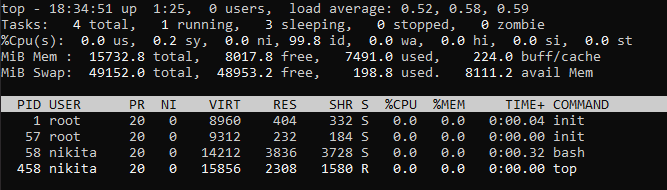 top - 18:34:51 up  1:25,  0 users,  load average: 0.52, 0.58, 0.59
Tasks:   4 total,   1 running,   3 sleeping,   0 stopped,   0 zombie
%Cpu(s):  0.0 us,  0.2 sy,  0.0 ni, 99.8 id,  0.0 wa,  0.0 hi,  0.0 si,  0.0 st
MiB Mem :  15732.8 total,   8017.8 free,   7491.0 used,    224.0 buff/cache
MiB Swap:  49152.0 total,  48953.2 free,    198.8 used.   8111.2 avail Mem
PID USER      PR  NI    VIRT    RES    SHR S  %CPU  %MEM     TIME+ COMMAND
1 root      20   0    8960    404    332 S   0.0   0.0   0:00.04 init
57 root      20   0    9312    232    184 S   0.0   0.0   0:00.00 init
58 nikita    20   0   14212   3836   3728 S   0.0   0.0   0:00.32 bash
458 nikita    20   0   15856   2308   1580 R   0.0   0.0   0:00.00 top